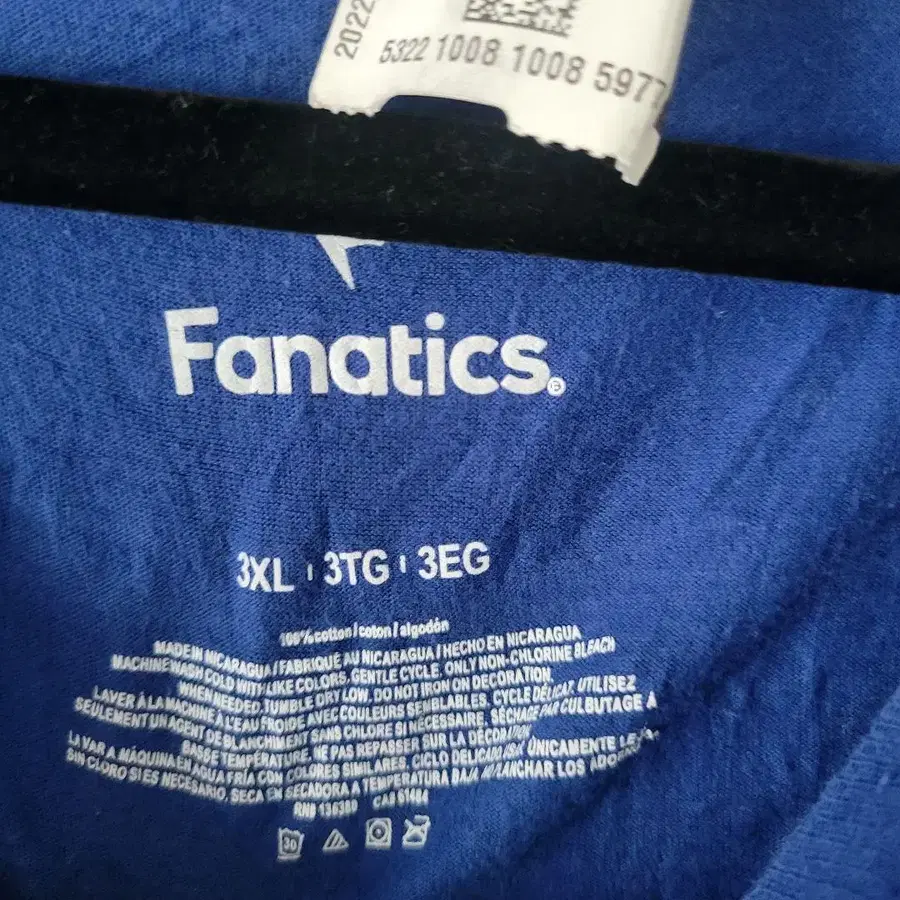 2022
5322 1008 1008 5977
Fanatics®
3XL | 3TG | 3EG
100% cotton / coton / algodón
MADE IN NICARAGUA / FABRIQUE AU NICARAGUA / HECHO EN NICARAGUA
MACHINE WASH COLD WITH LIKE COLORS, GENTLE CYCLE. ONLY NON-CHLORINE BLEACH
WHEN NEEDED. TUMBLE DRY LOW. DO NOT IRON ON DECORATION.
LAVER À LA MACHINE À L'EAU FROIDE AVEC COULEURS SEMBLABLES, CYCLE DÉLICAT. UTILISEZ
SEULEMENT UN AGENT DE BLANCHIMENT SANS CHLORE SI NÉCESSAIRE. SÉCHAGE PAR CULBUTAGE À
BASSE TEMPÉRATURE. NE PAS REPASSER SUR LA DÉCORATION.
LAVAR A MÁQUINA EN AGUA FRÍA CON COLORES SIMILARES, CICLO DELICADO. ÚNICAMENTE
SIN CLORO SI ES NECESARIO, SECA EN SECADORA A TEMPERATURA BAJA. PLANCHAR LOS
RN# 136380 CA# 51484
30